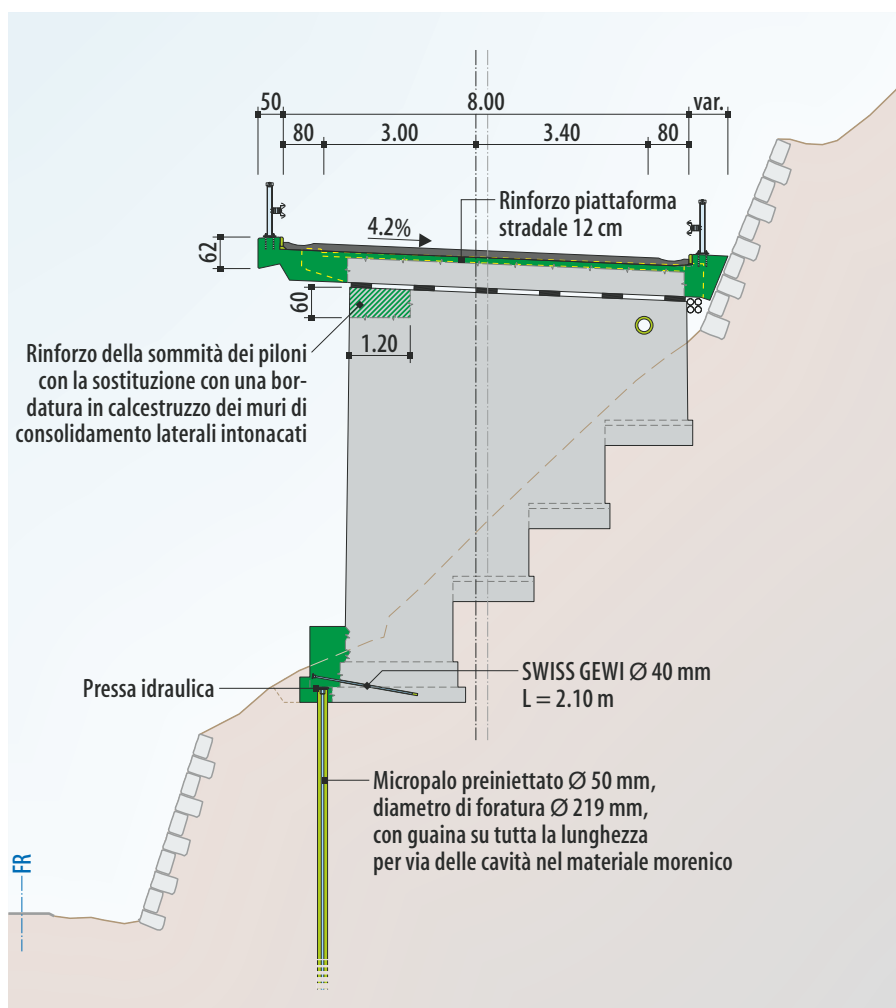 50
8.00
var.
80
3.00
3.40
80
Rinforzo piattaforma
stradale 12 cm
4.2%
62
60
1.20
Rinforzo della sommità dei piloni
con la sostituzione con una bor-
datura in calcestruzzo dei muri di
consolidamento laterali intonacati
Pressa idraulica
SWISS GEWI Ø 40 mm
L = 2.10 m
Micropalo preiniettato Ø 50 mm,
diametro di foratura Ø 219 mm,
con guaina su tutta la lunghezza
per via delle cavità nel materiale morenico
FR